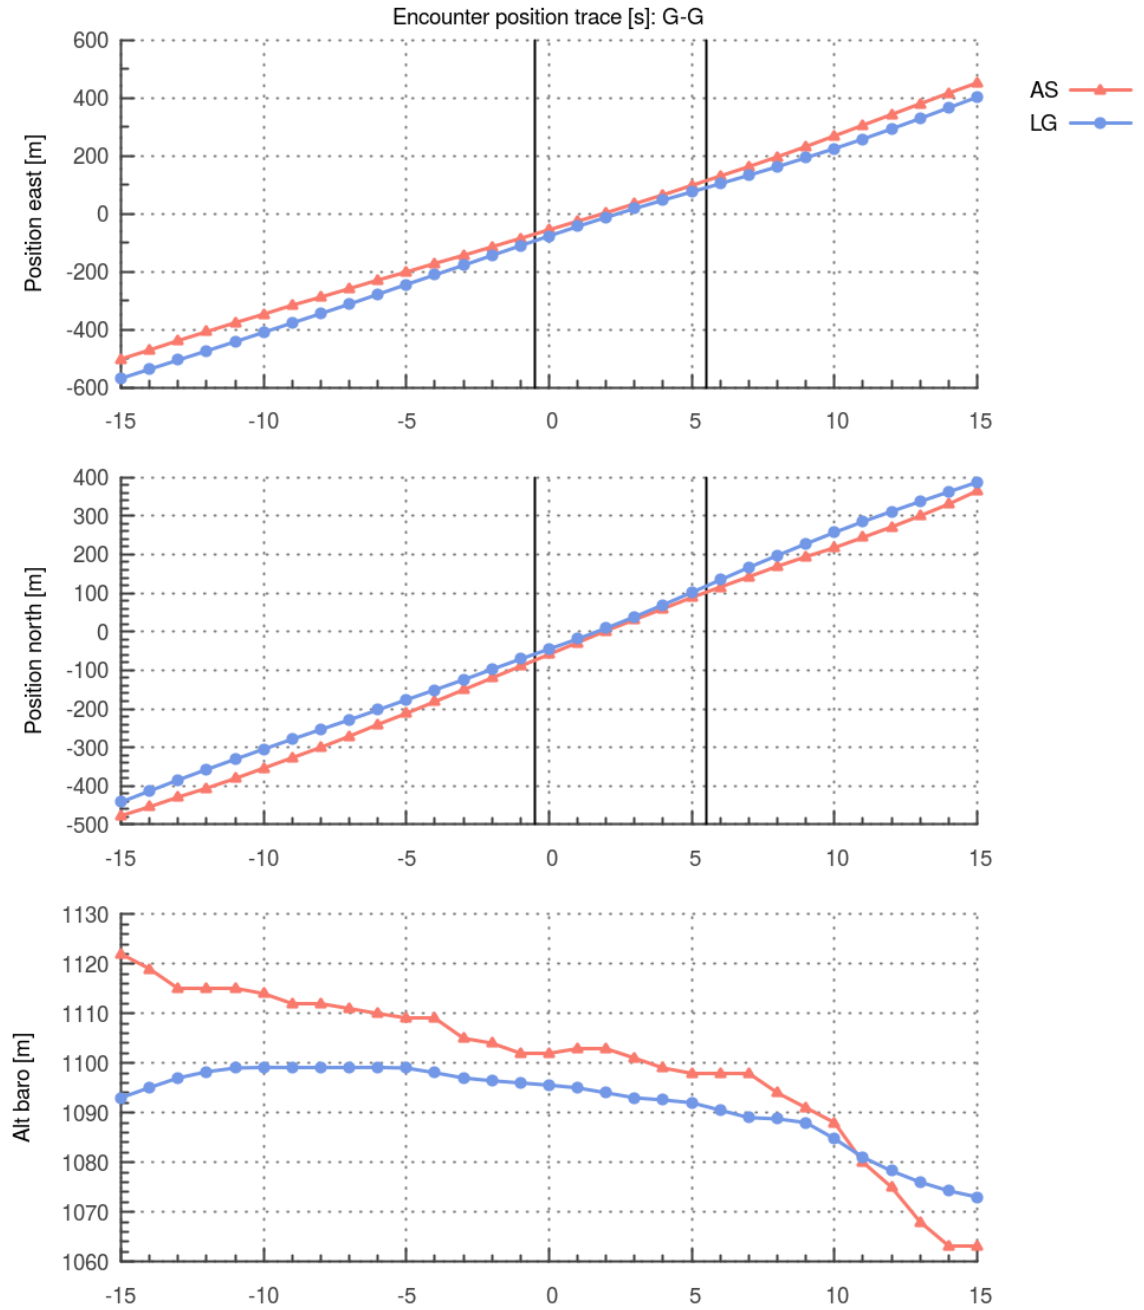 Encounter position trace [s]: G-G
AS
LG
Position east [m]
600
400
200
0
-200
-400
-600
-15 -10 -5 0 5 10 15
Position north [m]
400
300
200
100
0
-100
-200
-300
-400
-500
-15 -10 -5 0 5 10 15
Alt baro [m]
1130
1120
1110
1100
1090
1080
1070
1060
-15 -10 -5 0 5 10 15